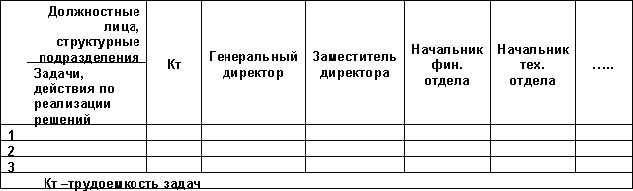 Должностные
лица,
структурные
подразделения
Задачи,
действия по
реализации
решений
Кт
Генеральный
директор
Заместитель
директора
Начальник
фин.
отдела
Начальник
тех.
отдела
.....
1
2
3
Кт –трудоемкость задач